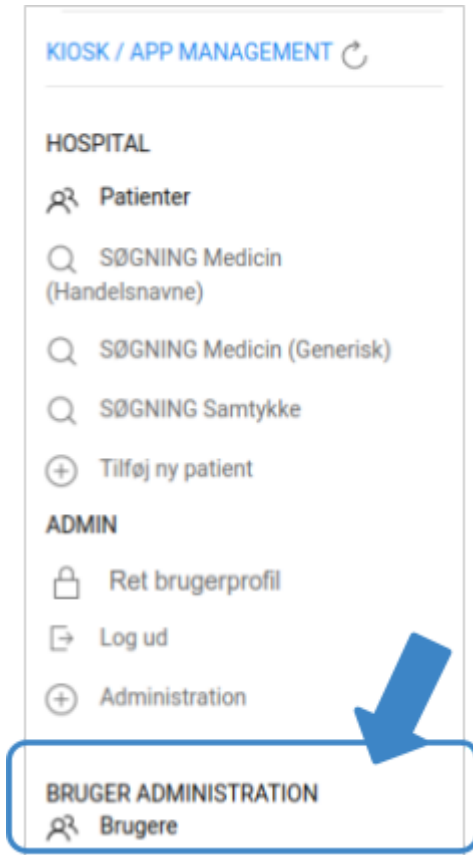 KIOSK / APP MANAGEMENT
HOSPITAL
Patienter
SØGNING Medicin
(Handelsnavne)
SØGNING Medicin (Generisk)
SØGNING Samtykke
Tilføj ny patient
ADMIN
Ret brugerprofil
Log ud
Administration
BRUGER ADMINISTRATION
Brugere